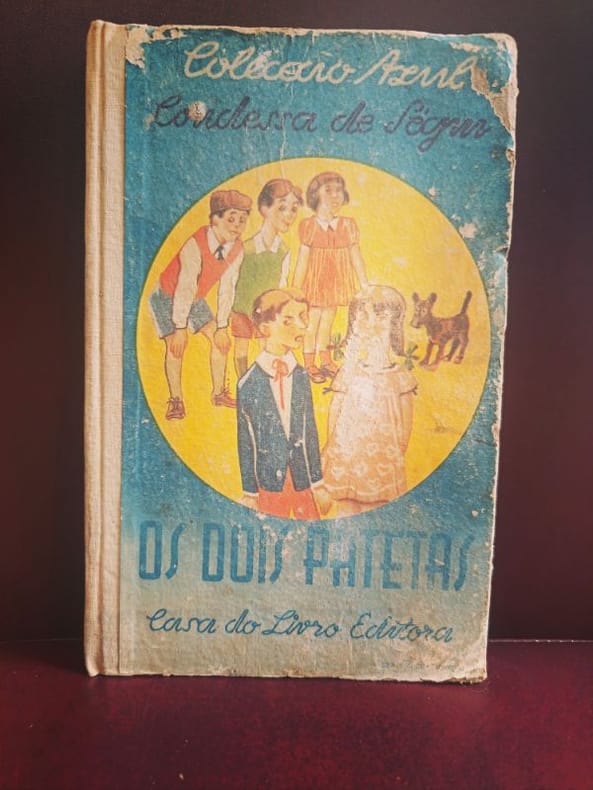 Colecção Azul
Condessa de Ségur
OS DOIS PATETAS
Casa do Livro Editora